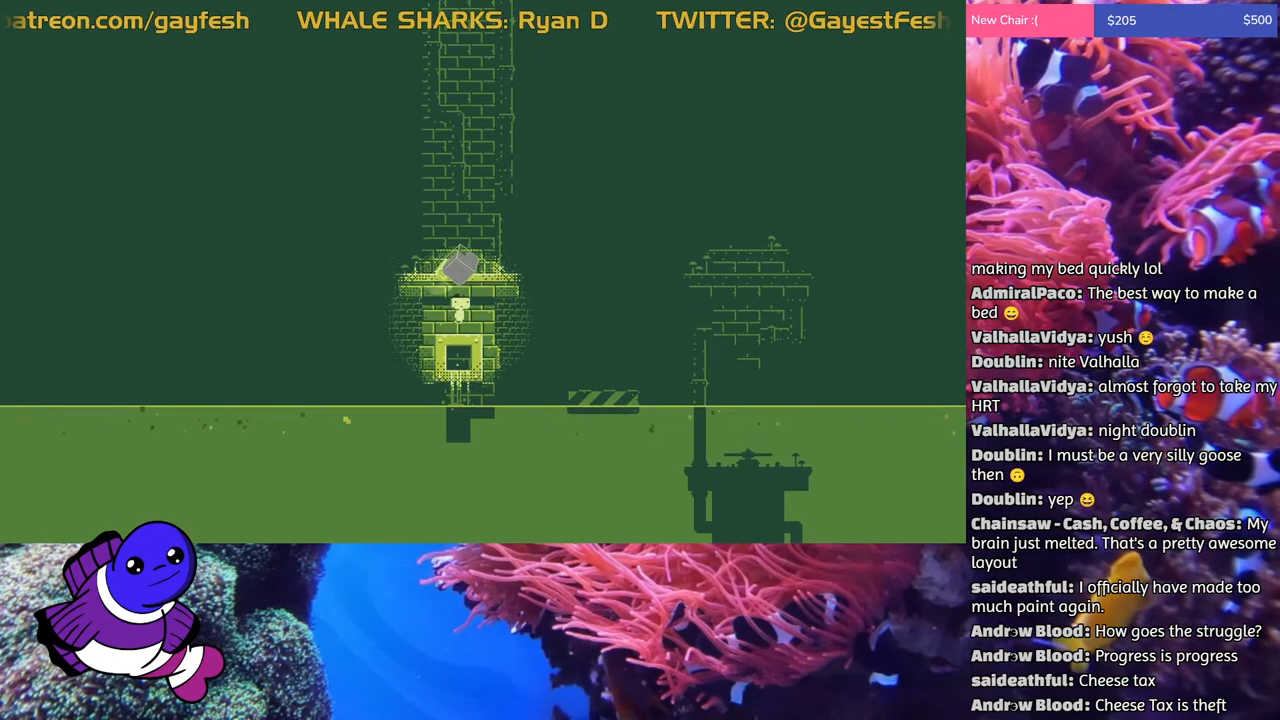 atreon.com/gayfesh WHALE SHARKS: Ryan D TWITTER: @GayestFesh
New Chair :( $205 $500
making my bed quickly lol
AdmiralPaco: The best way to make a
bed 😄
ValhallaVidya: yush ☺️
Doublin: nite Valhalla
ValhallaVidya: almost forgot to take my
HRT
ValhallaVidya: night doublin
Doublin: I must be a very silly goose
then 🙃
Doublin: yep 😆
Chainsaw - Cash, Coffee, & Chaos: My
brain just melted. That's a pretty awesome
layout
saideathful: I officially have made too
much paint again.
Andrɘw Blood: How goes the struggle?
Andrɘw Blood: Progress is progress
saideathful: Cheese tax
Andrɘw Blood: Cheese Tax is theft